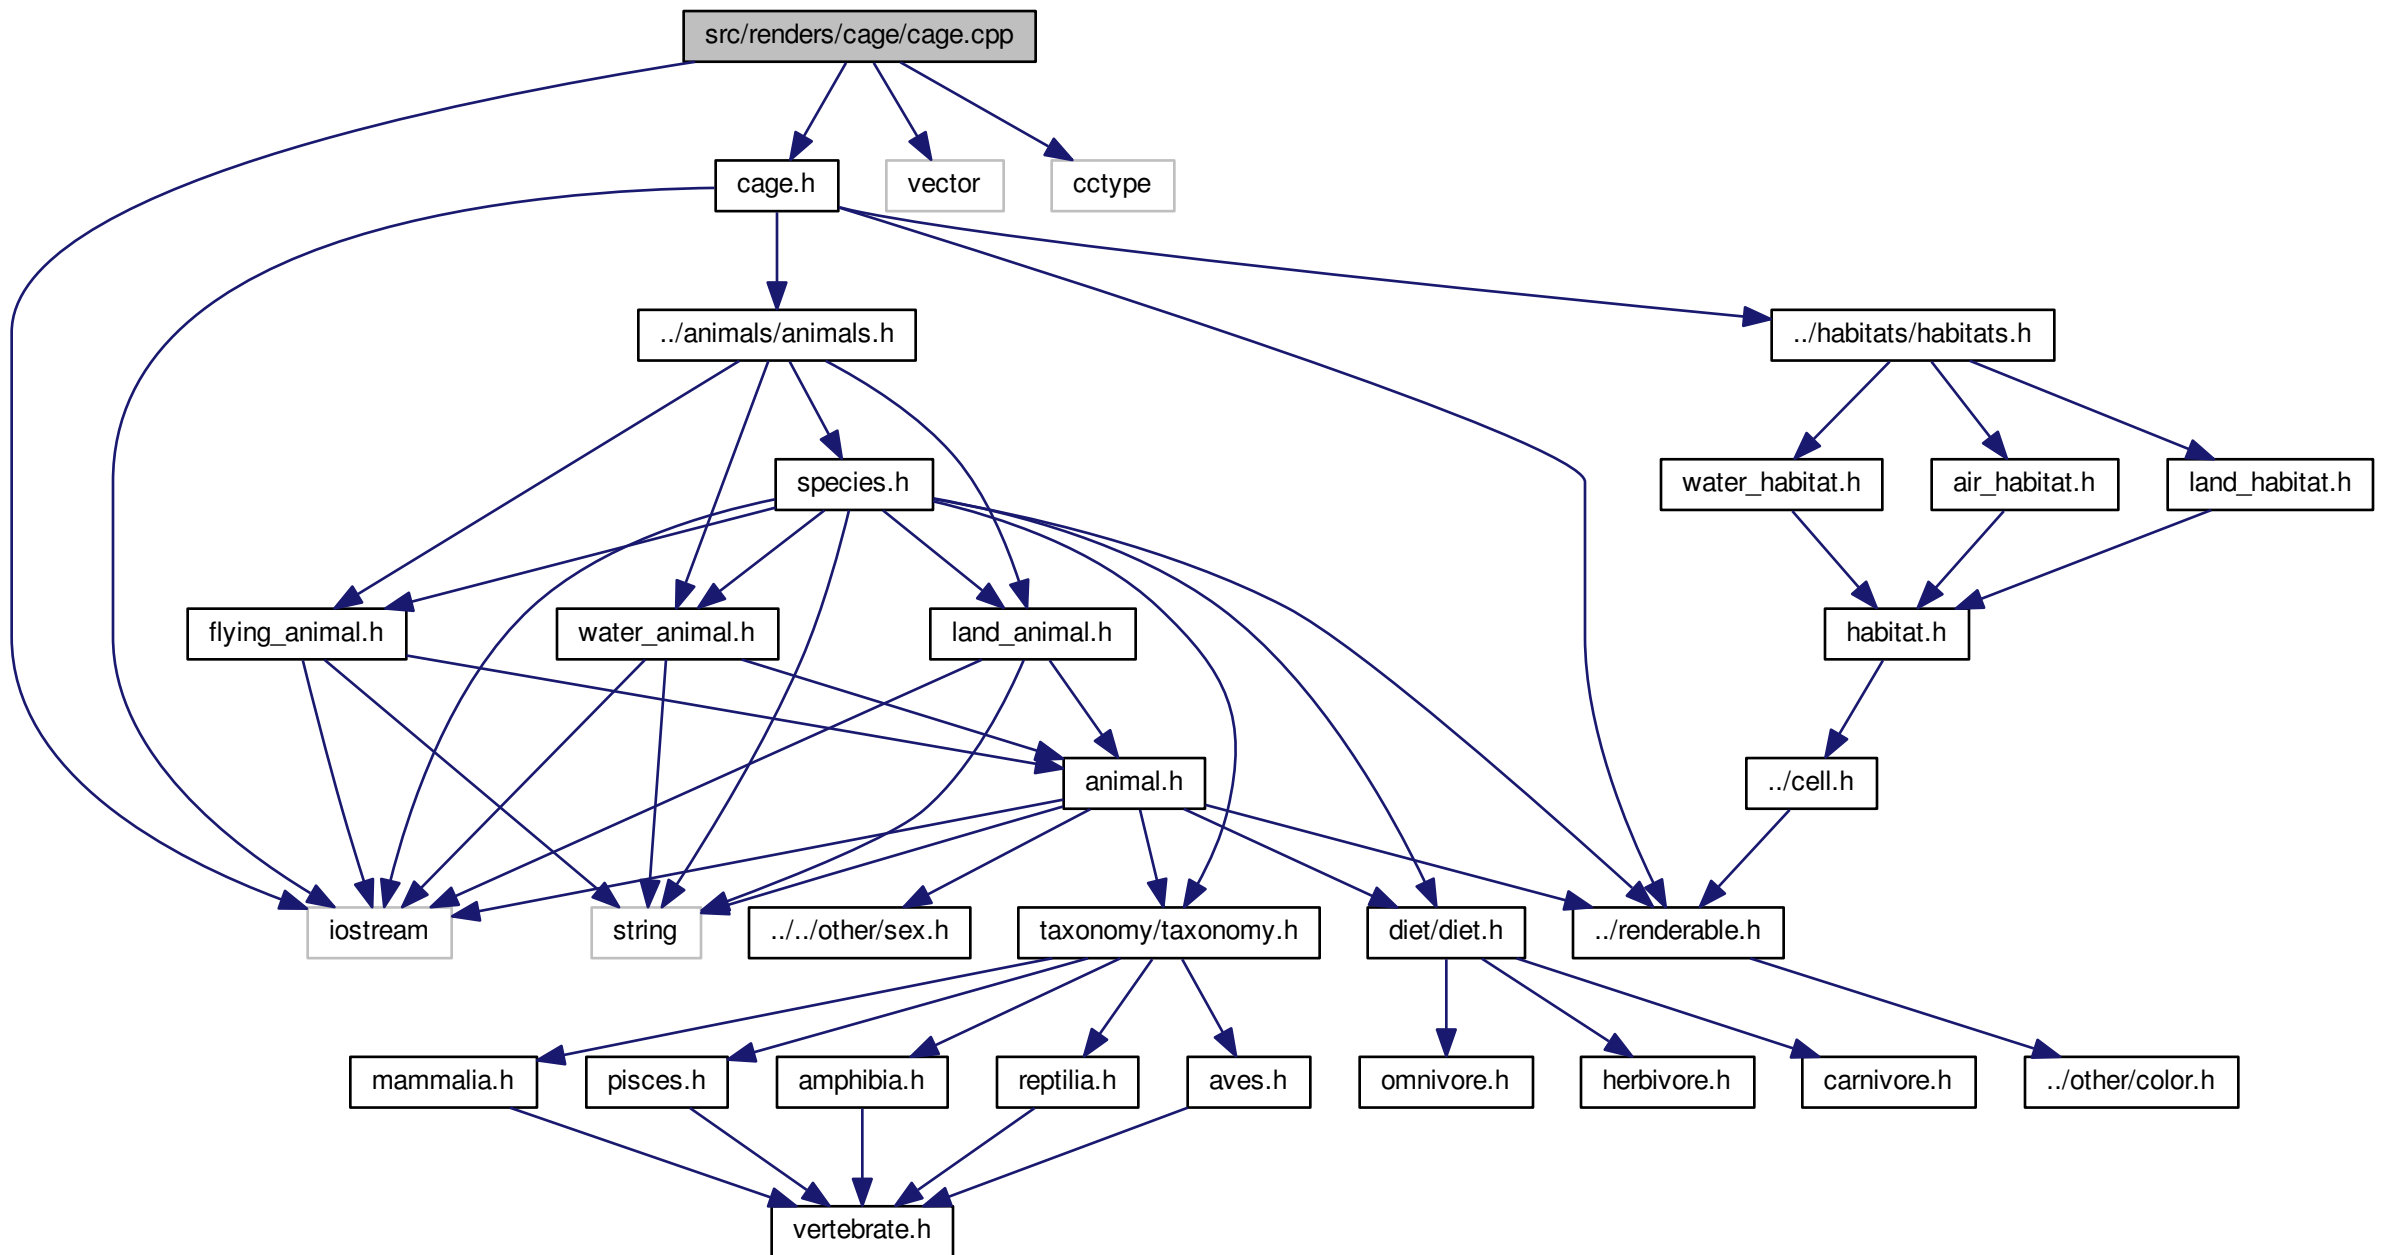 src/renders/cage/cage.cpp
cage.h
vector
cctype
../animals/animals.h
../habitats/habitats.h
species.h
water_habitat.h
air_habitat.h
land_habitat.h
flying_animal.h
water_animal.h
land_animal.h
habitat.h
animal.h
../cell.h
iostream
string
../../other/sex.h
taxonomy/taxonomy.h
diet/diet.h
../renderable.h
mammalia.h
pisces.h
amphibia.h
reptilia.h
aves.h
omnivore.h
herbivore.h
carnivore.h
../other/color.h
vertebrate.h